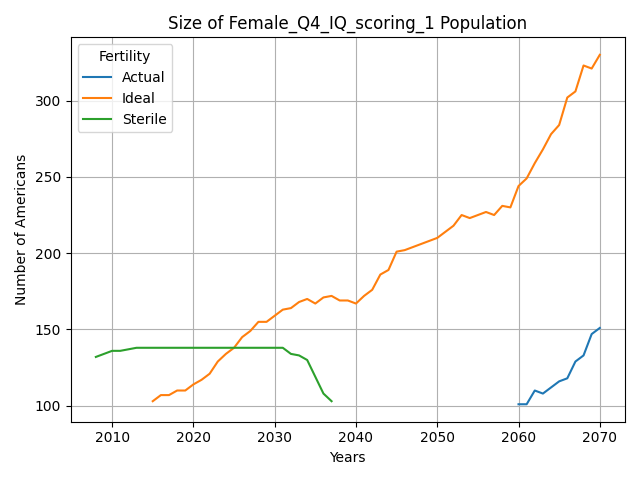 Size of Female_Q4_IQ_scoring_1 Population
Fertility
Actual
Ideal
Sterile
Number of Americans
300
250
200
150
100
2010 2020 2030 2040 2050 2060 2070
Years